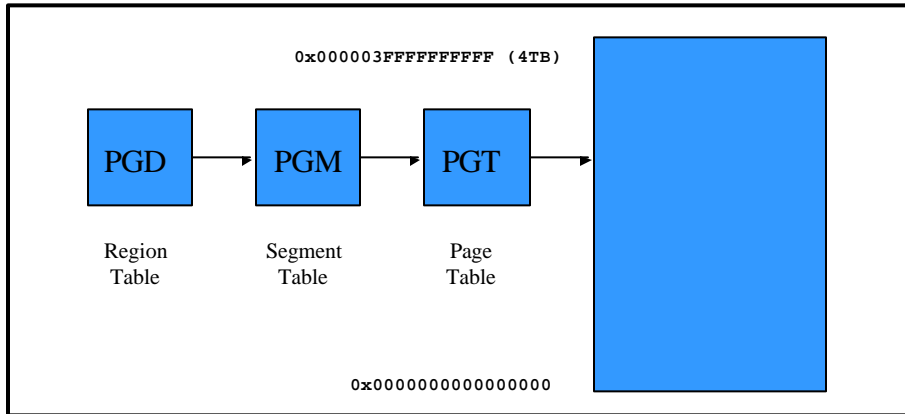 0x000003FFFFFFFFFF (4TB)
PGD
PGM
PGT
Region
Table
Segment
Table
Page
Table
0x0000000000000000